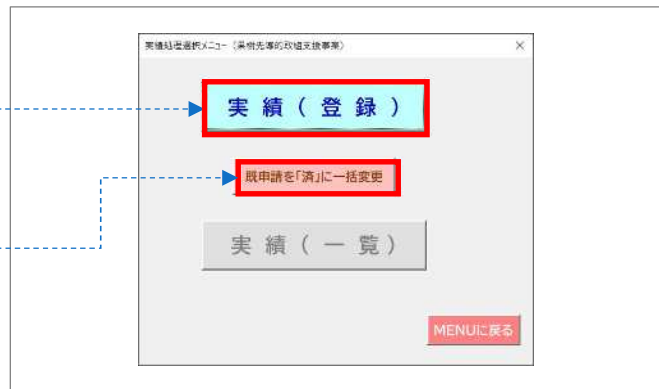 実績処理選択メニュー（果樹先導的取組支援事業）
実 績 （ 登 録 ）
既申請を「済」に一括変更
実 績 （ 一 覧 ）
MENUに戻る